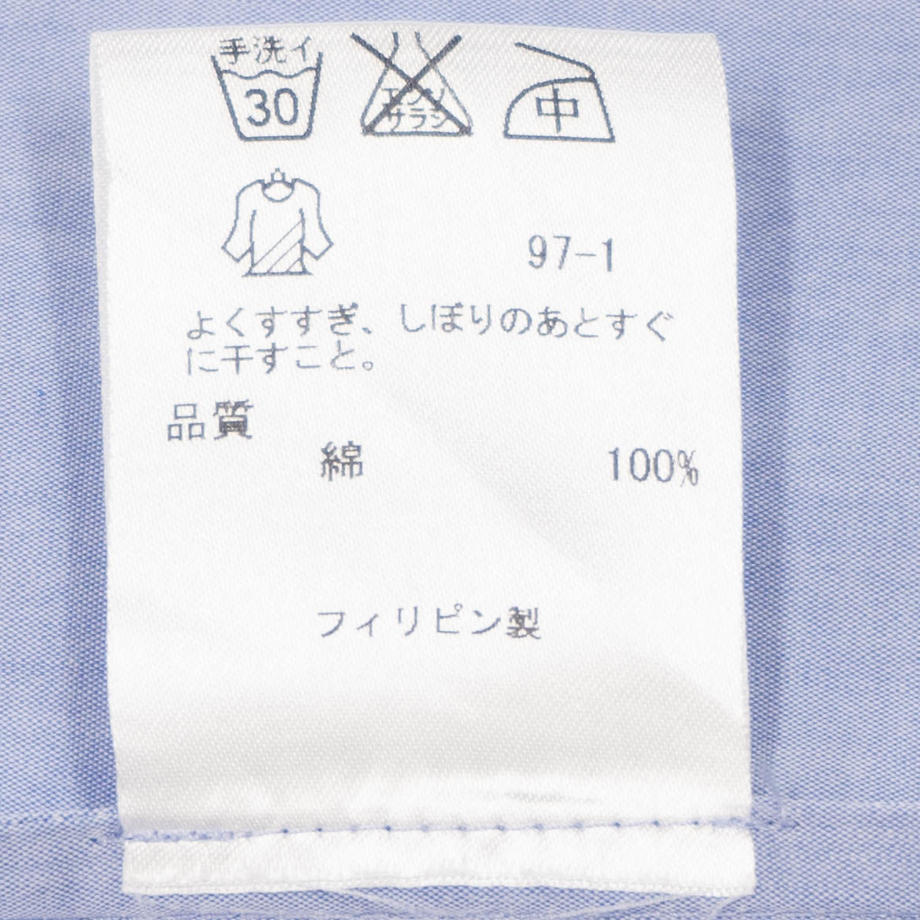 手洗イ
30
エンソ
サラシ
中
97-1
よくすすぎ、しぼりのあとすぐ
に干すこと。
品質
綿 100%
フィリピン製